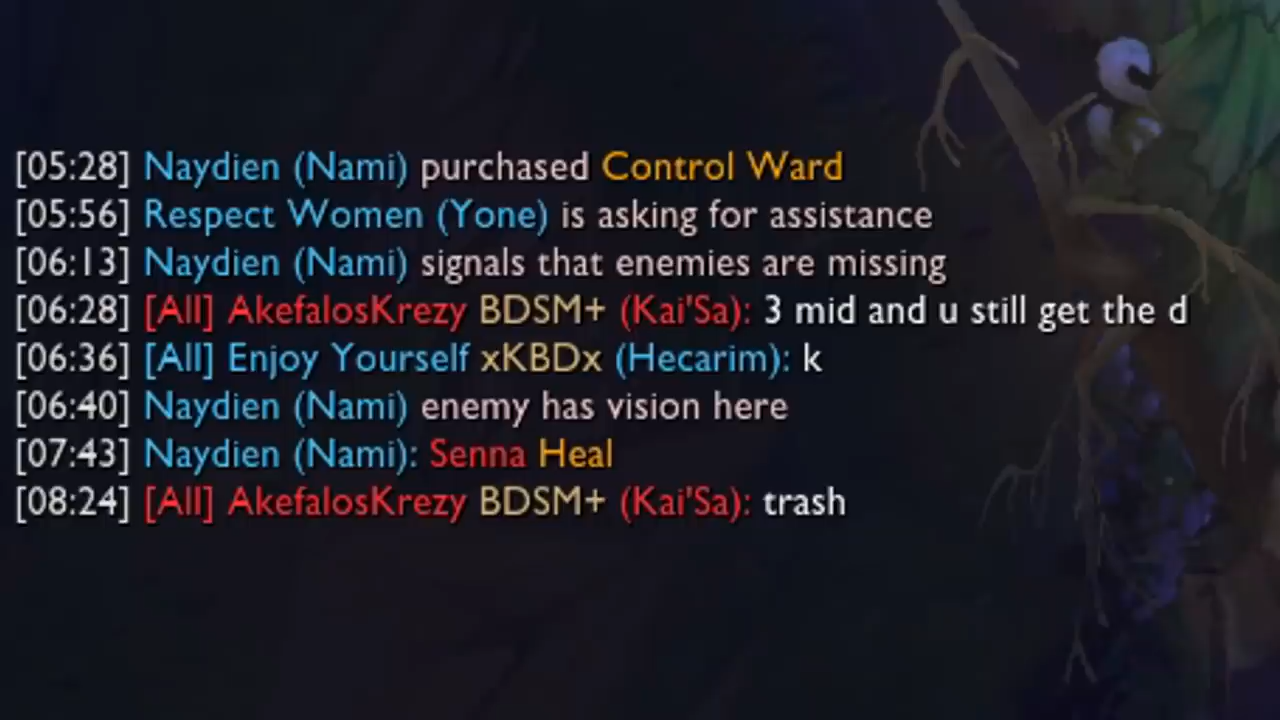 [05:28] Naydien (Nami) purchased Control Ward
[05:56] Respect Women (Yone) is asking for assistance
[06:13] Naydien (Nami) signals that enemies are missing
[06:28] [All] AkefalosKrezy BDSM+ (Kai'Sa): 3 mid and u still get the d
[06:36] [All] Enjoy Yourself xKBDx (Hecarim): k
[06:40] Naydien (Nami) enemy has vision here
[07:43] Naydien (Nami): Senna Heal
[08:24] [All] AkefalosKrezy BDSM+ (Kai'Sa): trash